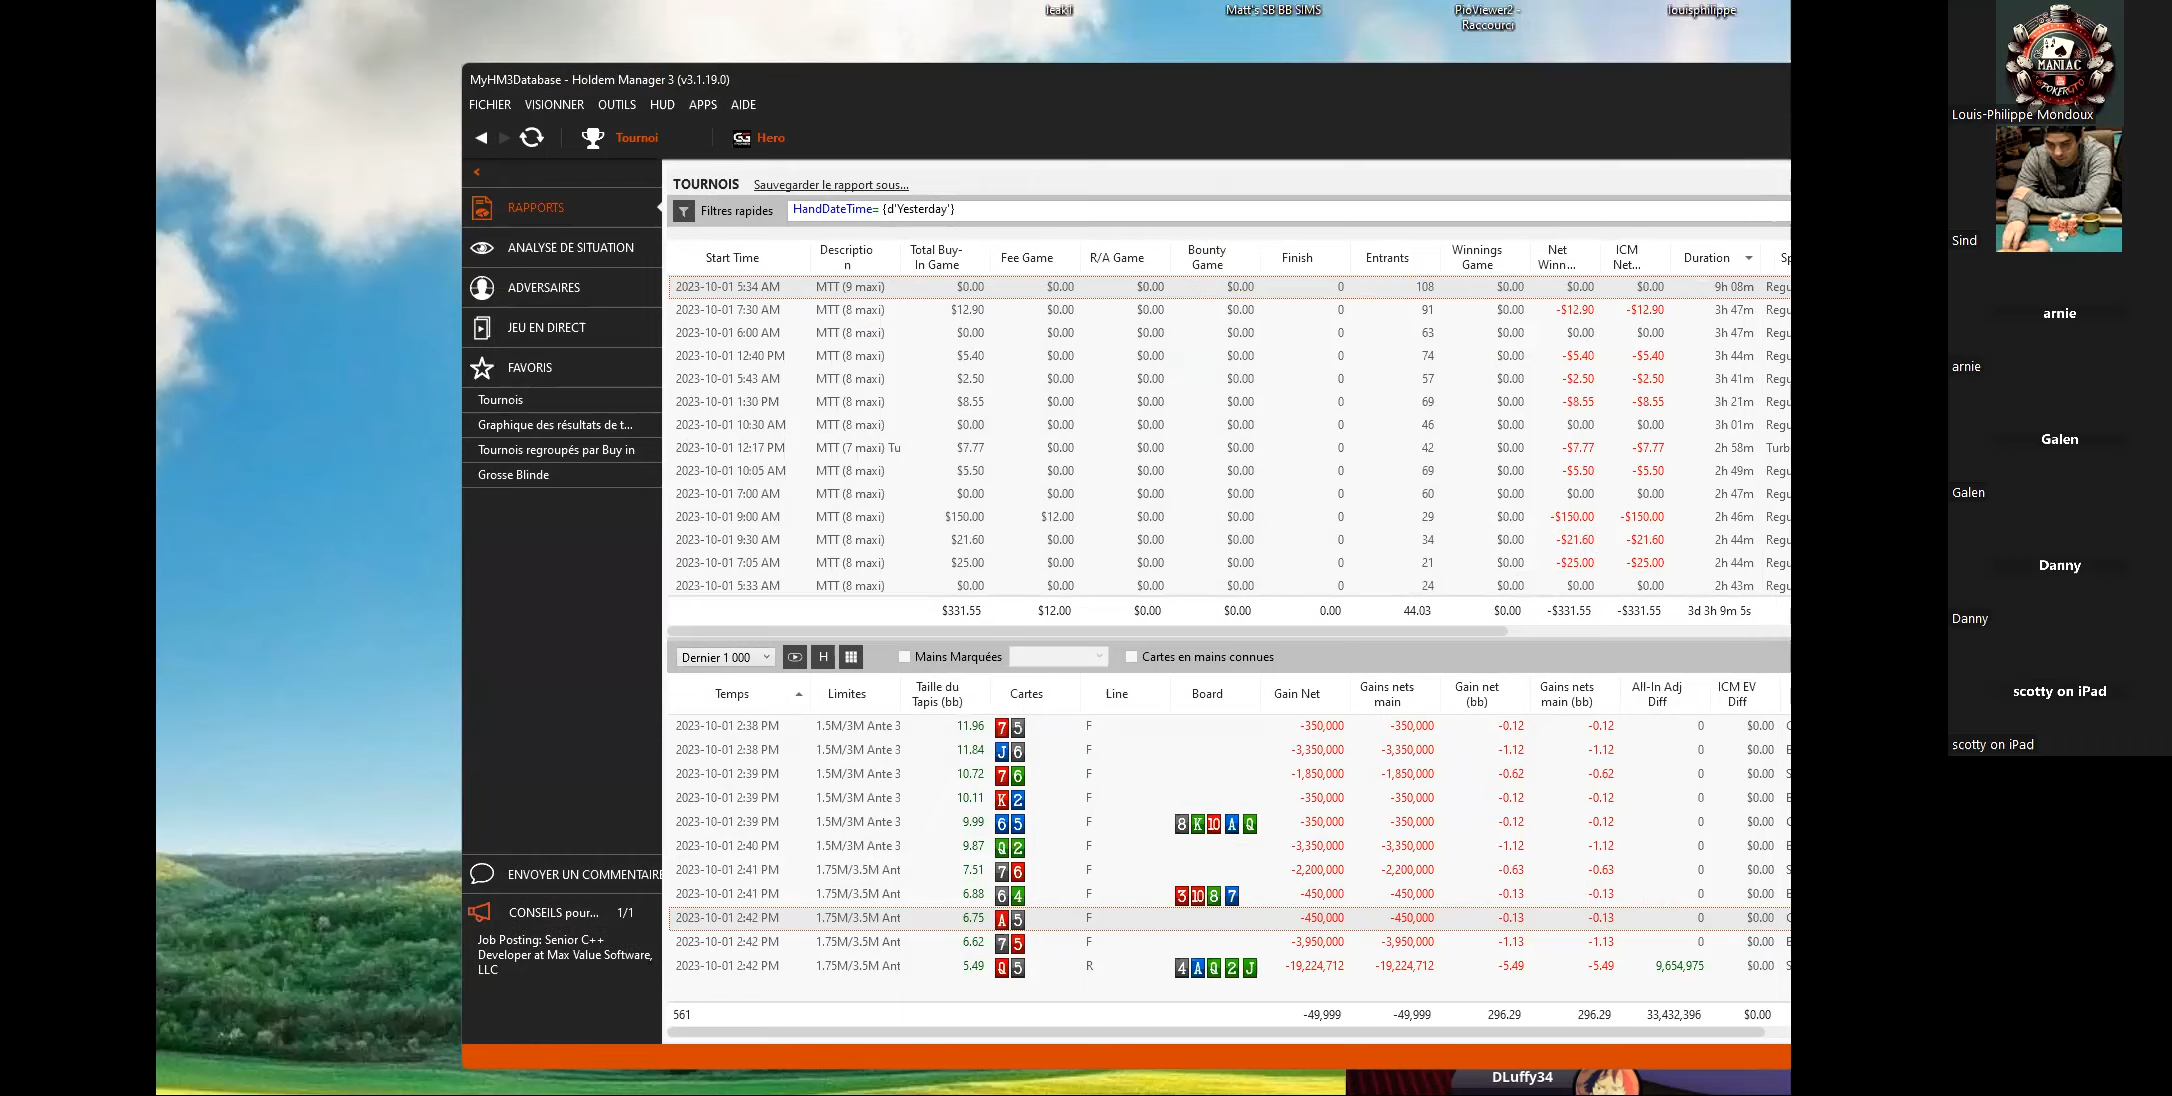 leak1 Matt's SB BB SIMS PioViewer2 - Raccourci louisphilippe
MyHM3Database - Holdem Manager 3 (v3.1.19.0)
FICHIER VISIONNER OUTILS HUD APPS AIDE
Tournoi GG Hero
RAPPORTS
ANALYSE DE SITUATION
ADVERSAIRES
JEU EN DIRECT
FAVORIS
Tournois
Graphique des résultats de t...
Tournois regroupés par Buy in
Grosse Blinde
ENVOYER UN COMMENTAIRE
CONSEILS pour... 1/1
Job Posting: Senior C++
Developer at Max Value Software,
LLC
TOURNOIS Sauvegarder le rapport sous...
Filtres rapides HandDateTime= {d'Yesterday'}
Start Time Description Total Buy-In Game Fee Game R/A Game Bounty Game Finish Entrants Winnings Game Net Winn... ICM Net... Duration Sp
2023-10-01 5:34 AM MTT (9 maxi) $0.00 $0.00 $0.00 $0.00 0 108 $0.00 $0.00 $0.00 9h 08m Regu
2023-10-01 7:30 AM MTT (8 maxi) $12.90 $0.00 $0.00 $0.00 0 91 $0.00 -$12.90 -$12.90 3h 47m Regu
2023-10-01 6:00 AM MTT (8 maxi) $0.00 $0.00 $0.00 $0.00 0 63 $0.00 $0.00 $0.00 3h 47m Regu
2023-10-01 12:40 PM MTT (8 maxi) $5.40 $0.00 $0.00 $0.00 0 74 $0.00 -$5.40 -$5.40 3h 44m Regu
2023-10-01 5:43 AM MTT (8 maxi) $2.50 $0.00 $0.00 $0.00 0 57 $0.00 -$2.50 -$2.50 3h 41m Regu
2023-10-01 1:30 PM MTT (8 maxi) $8.55 $0.00 $0.00 $0.00 0 69 $0.00 -$8.55 -$8.55 3h 21m Regu
2023-10-01 10:30 AM MTT (8 maxi) $0.00 $0.00 $0.00 $0.00 0 46 $0.00 $0.00 $0.00 3h 01m Regu
2023-10-01 12:17 PM MTT (7 maxi) Tu $7.77 $0.00 $0.00 $0.00 0 42 $0.00 -$7.77 -$7.77 2h 58m Turb
2023-10-01 10:05 AM MTT (8 maxi) $5.50 $0.00 $0.00 $0.00 0 69 $0.00 -$5.50 -$5.50 2h 49m Regu
2023-10-01 7:00 AM MTT (8 maxi) $0.00 $0.00 $0.00 $0.00 0 60 $0.00 $0.00 $0.00 2h 47m Regu
2023-10-01 9:00 AM MTT (8 maxi) $150.00 $12.00 $0.00 $0.00 0 29 $0.00 -$150.00 -$150.00 2h 46m Regu
2023-10-01 9:30 AM MTT (8 maxi) $21.60 $0.00 $0.00 $0.00 0 34 $0.00 -$21.60 -$21.60 2h 44m Regu
2023-10-01 7:05 AM MTT (8 maxi) $25.00 $0.00 $0.00 $0.00 0 21 $0.00 -$25.00 -$25.00 2h 44m Regu
2023-10-01 5:33 AM MTT (8 maxi) $0.00 $0.00 $0.00 $0.00 0 24 $0.00 $0.00 $0.00 2h 43m Regu
$331.55 $12.00 $0.00 $0.00 0.00 44.03 $0.00 -$331.55 -$331.55 3d 3h 9m 5s
Dernier 1 000 H Mains Marquées Cartes en mains connues
Temps Limites Taille du Tapis (bb) Cartes Line Board Gain Net Gains nets main Gain net (bb) Gains nets main (bb) All-In Adj Diff ICM EV Diff
2023-10-01 2:38 PM 1.5M/3M Ante 3 11.96 7 5 F -350,000 -350,000 -0.12 -0.12 0 $0.00
2023-10-01 2:38 PM 1.5M/3M Ante 3 11.84 J 6 F -3,350,000 -3,350,000 -1.12 -1.12 0 $0.00
2023-10-01 2:39 PM 1.5M/3M Ante 3 10.72 7 6 F -1,850,000 -1,850,000 -0.62 -0.62 0 $0.00
2023-10-01 2:39 PM 1.5M/3M Ante 3 10.11 K 2 F -350,000 -350,000 -0.12 -0.12 0 $0.00
2023-10-01 2:39 PM 1.5M/3M Ante 3 9.99 6 5 F 8 K 10 A Q -350,000 -350,000 -0.12 -0.12 0 $0.00
2023-10-01 2:40 PM 1.5M/3M Ante 3 9.87 Q 2 F -3,350,000 -3,350,000 -1.12 -1.12 0 $0.00
2023-10-01 2:41 PM 1.75M/3.5M Ant 7.51 7 6 F -2,200,000 -2,200,000 -0.63 -0.63 0 $0.00
2023-10-01 2:41 PM 1.75M/3.5M Ant 6.88 6 4 F 3 10 8 7 -450,000 -450,000 -0.13 -0.13 0 $0.00
2023-10-01 2:42 PM 1.75M/3.5M Ant 6.75 A 5 F -450,000 -450,000 -0.13 -0.13 0 $0.00
2023-10-01 2:42 PM 1.75M/3.5M Ant 6.62 7 5 F -3,950,000 -3,950,000 -1.13 -1.13 0 $0.00
2023-10-01 2:42 PM 1.75M/3.5M Ant 5.49 Q 5 R 4 A Q 2 J -19,224,712 -19,224,712 -5.49 -5.49 9,654,975 $0.00
561 -49,999 -49,999 296.29 296.29 33,432,396 $0.00
DLuffy34
MANIAC
Louis-Philippe Mondoux
Sind
arnie
arnie
Galen
Galen
Danny
Danny
scotty on iPad
scotty on iPad